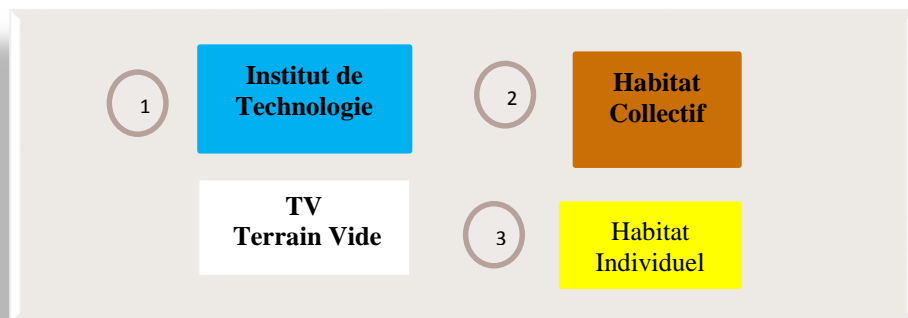 1
Institut de
Technologie
2
Habitat
Collectif
TV
Terrain Vide
3
Habitat
Individuel